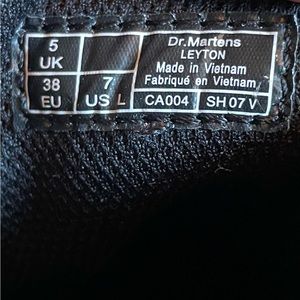 5
UK
38
EU
7
US L
Dr.Martens
LEYTON
Made in Vietnam
Fabriqué en Vietnam
CA004
SH07V